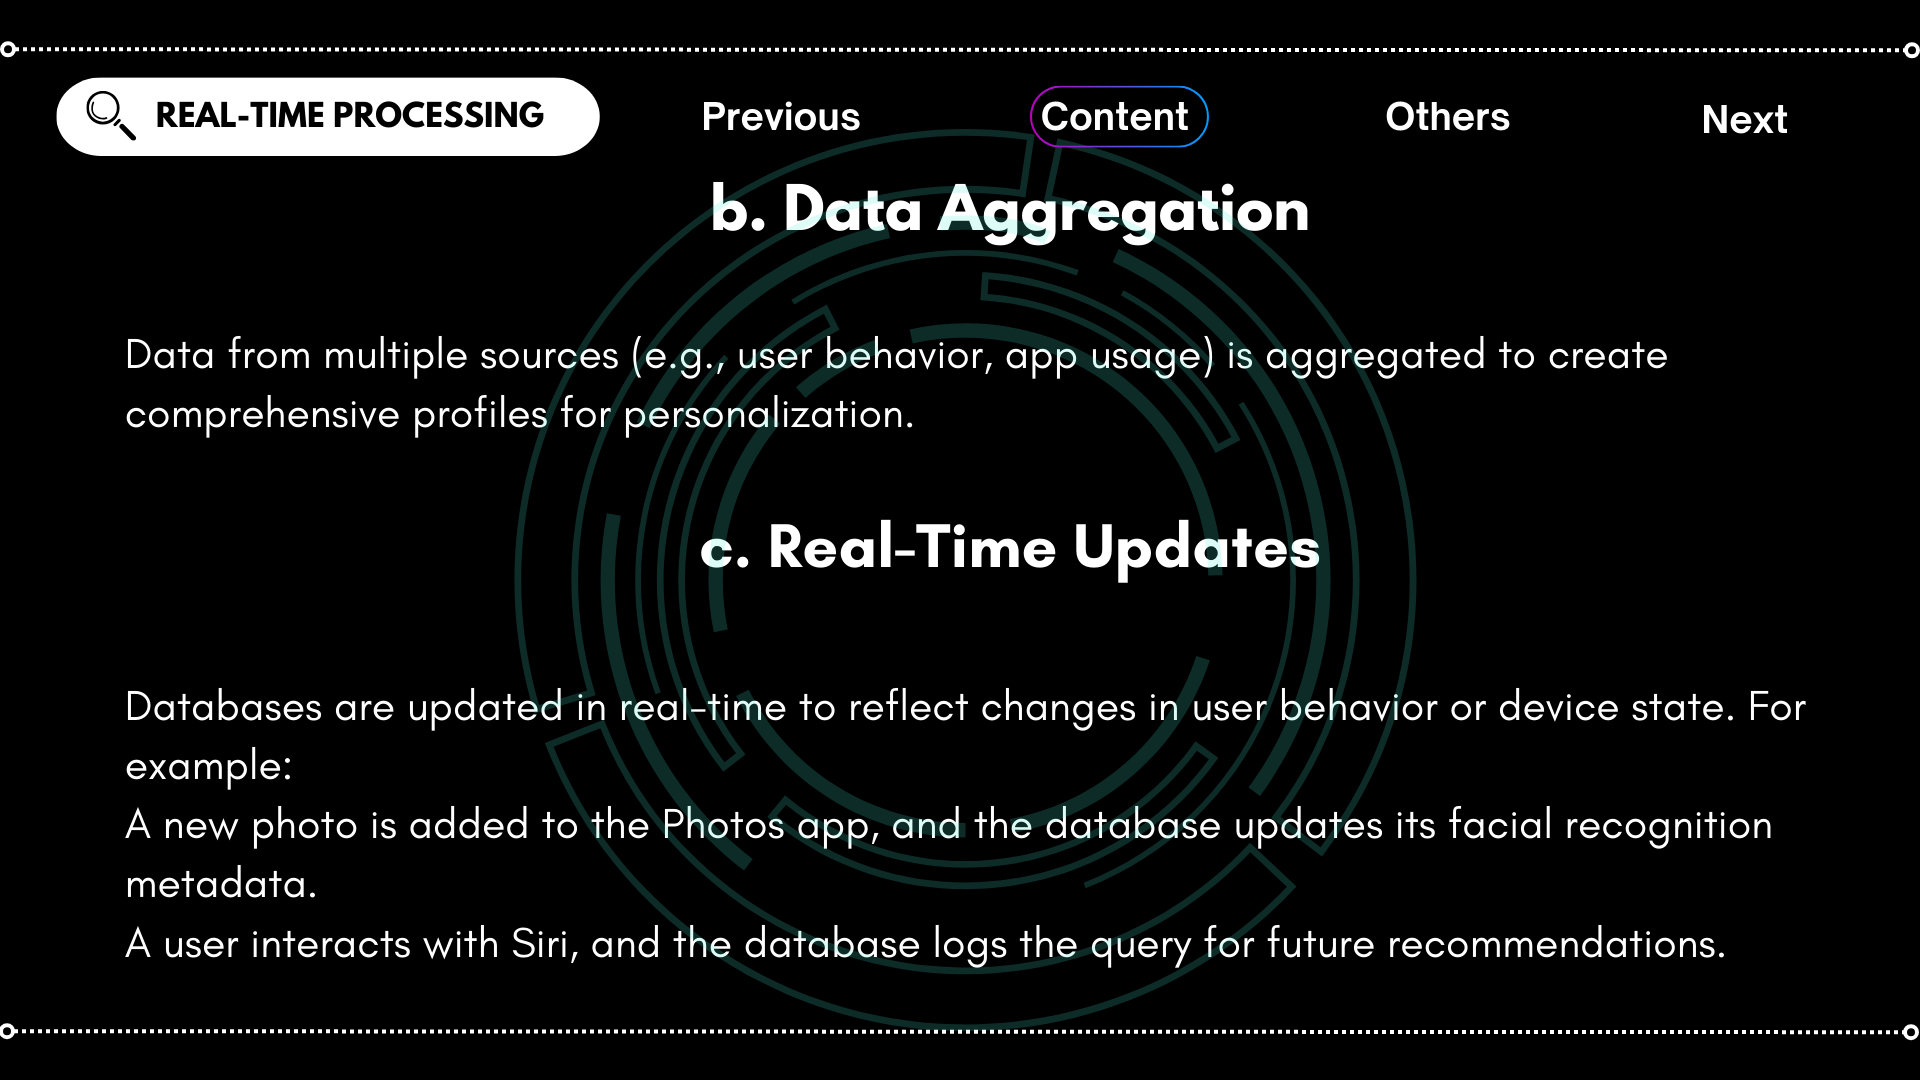 REAL-TIME PROCESSING
Previous
Content
Others
Next
b. Data Aggregation
Data from multiple sources (e.g., user behavior, app usage) is aggregated to create
comprehensive profiles for personalization.
c. Real-Time Updates
Databases are updated in real-time to reflect changes in user behavior or device state. For
example:
A new photo is added to the Photos app, and the database updates its facial recognition
metadata.
A user interacts with Siri, and the database logs the query for future recommendations.